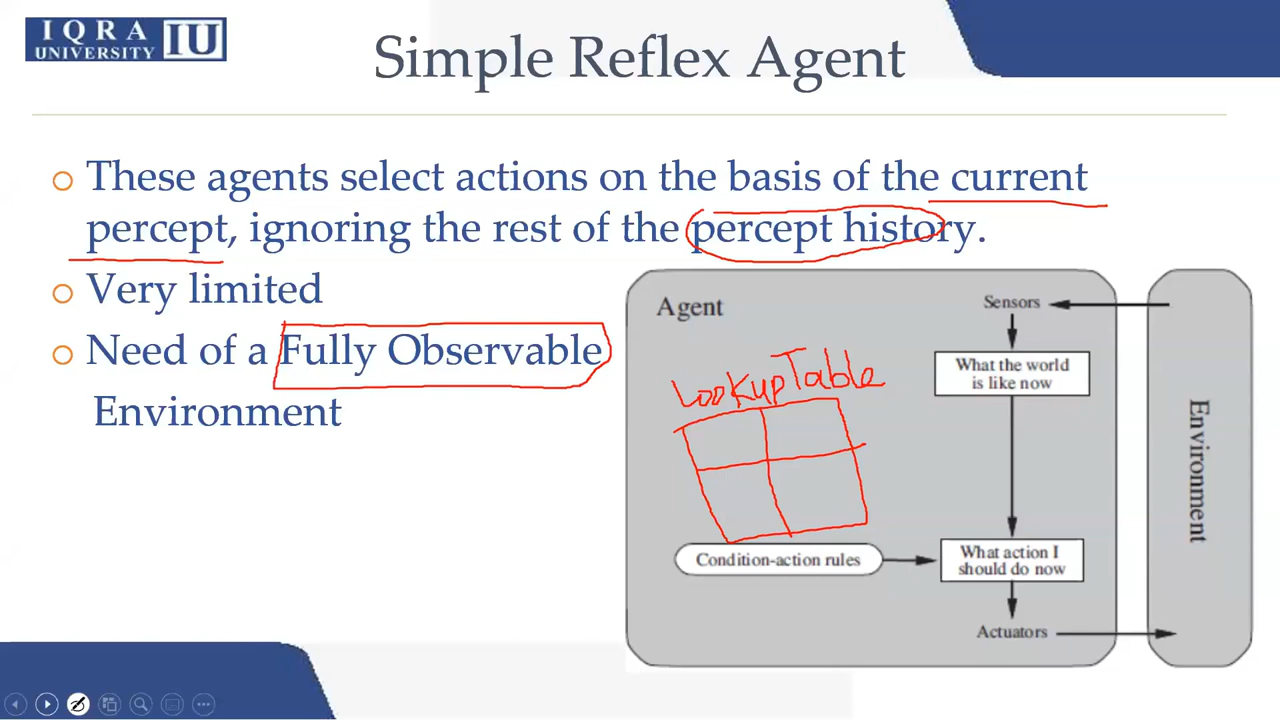 IQRA
UNIVERSITY IU
Simple Reflex Agent
These agents select actions on the basis of the current
percept, ignoring the rest of the percept history.
Very limited
Need of a Fully Observable
Environment
Agent
Sensors
What the world
is like now
LookupTable
Condition-action rules
What action I
should do now
Actuators
Environment